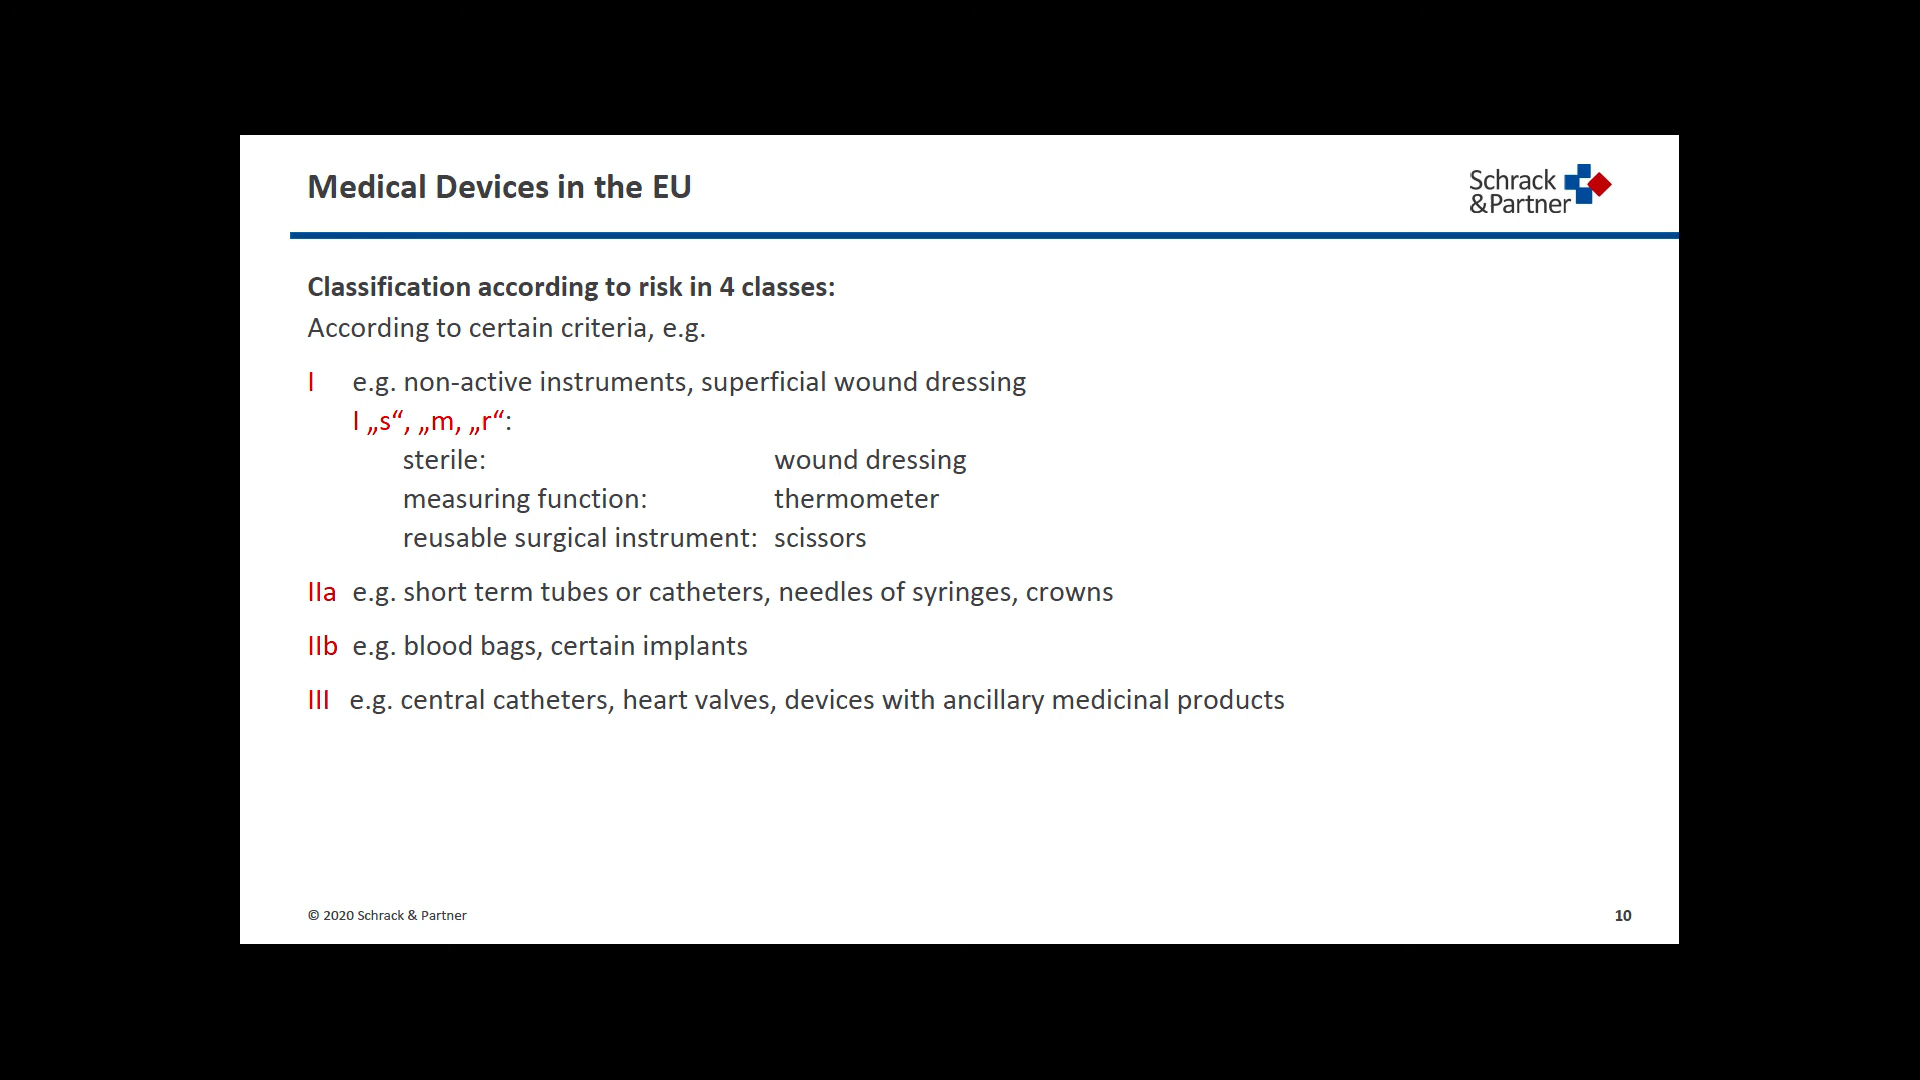 Medical Devices in the EU
Schrack
&Partner
Classification according to risk in 4 classes:
According to certain criteria, e.g.
I e.g. non-active instruments, superficial wound dressing
I „s“, „m, „r“:
sterile: wound dressing
measuring function: thermometer
reusable surgical instrument: scissors
IIa e.g. short term tubes or catheters, needles of syringes, crowns
IIb e.g. blood bags, certain implants
III e.g. central catheters, heart valves, devices with ancillary medicinal products
© 2020 Schrack & Partner 10